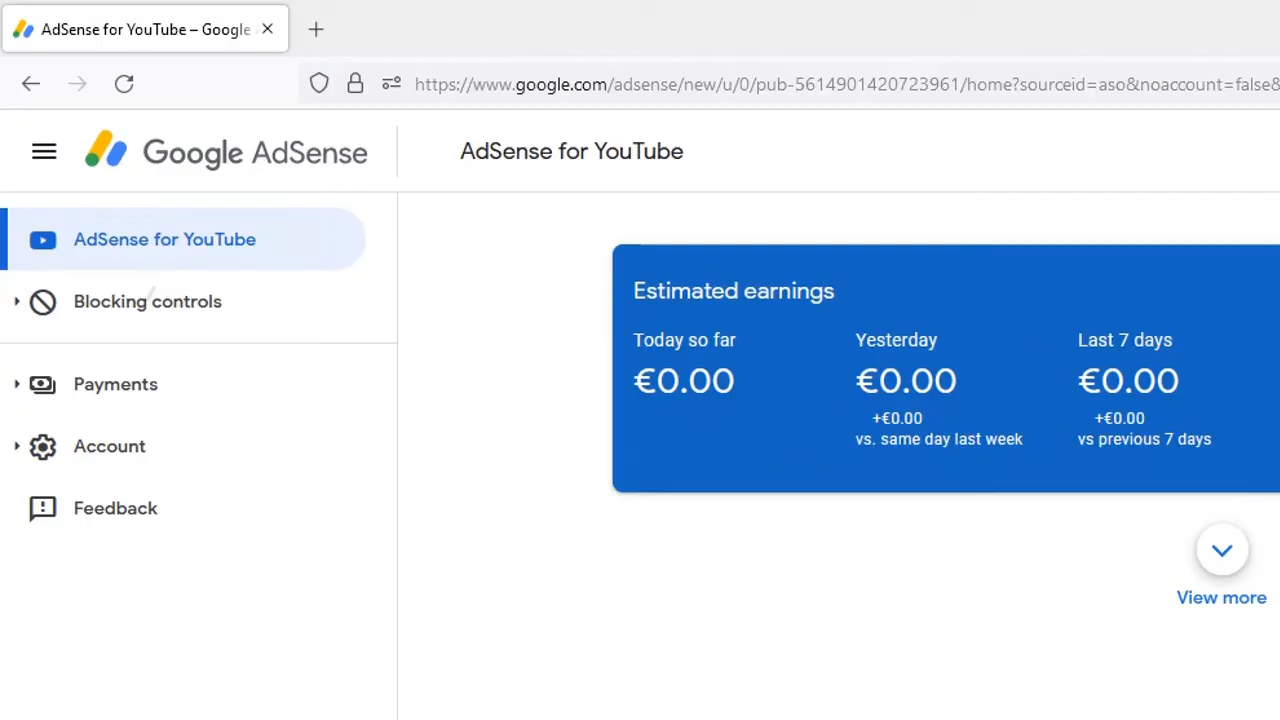 AdSense for YouTube – Google
https://www.google.com/adsense/new/u/0/pub-5614901420723961/home?sourceid=aso&noaccount=false&
Google AdSense
AdSense for YouTube
AdSense for YouTube
Blocking controls
Payments
Account
Feedback
Estimated earnings
Today so far Yesterday Last 7 days
€0.00 €0.00 €0.00
+€0.00 +€0.00
vs. same day last week vs previous 7 days
View more